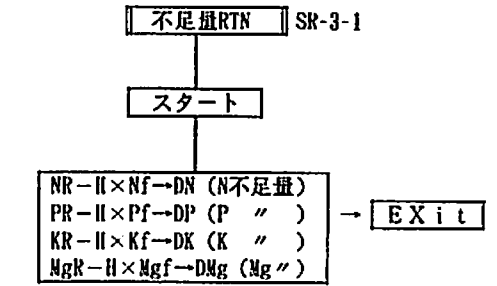 不足量RTN SR-3-1
スタート
NR-H×Nf→DN (N不足量)
PR-H×Pf→DP (P 〃 )
KR-H×Kf→DK (K 〃 )
MgR-H×Mgf→DMg (Mg〃)
→ EXit